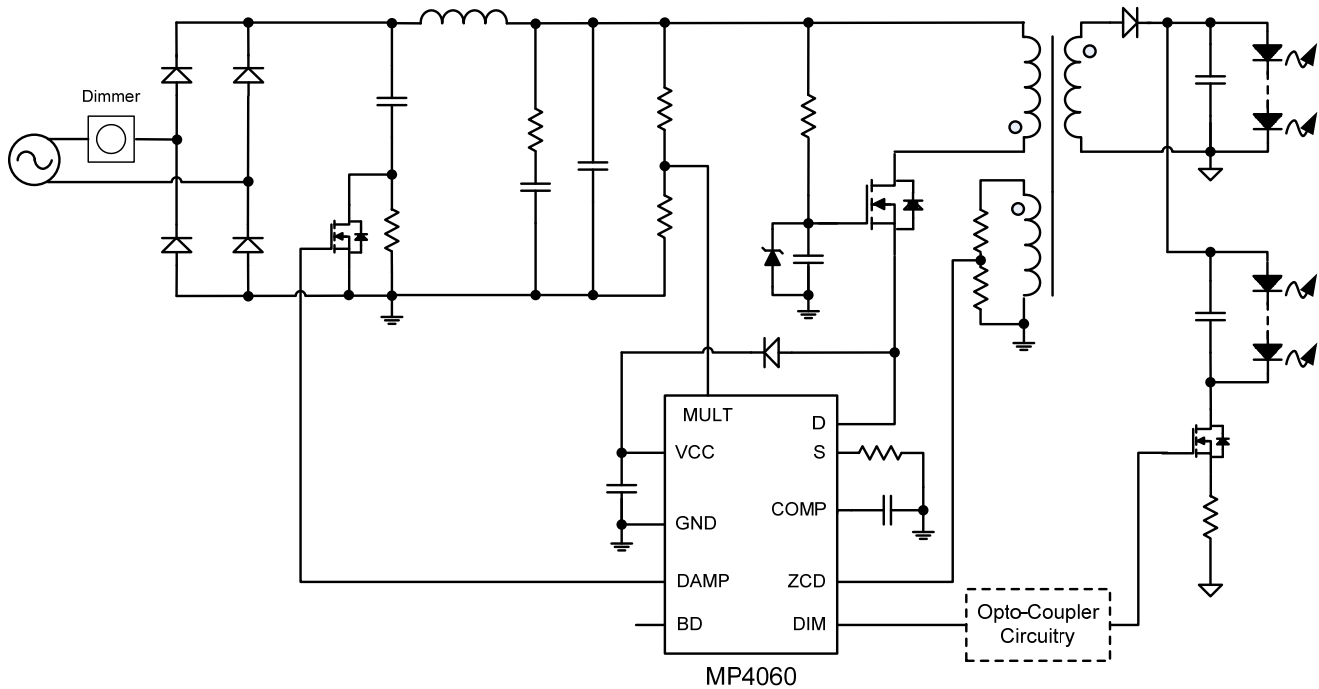 Dimmer
MULT
D
VCC
S
COMP
GND
DAMP
ZCD
BD
DIM
Opto-Coupler
Circuitry
MP4060